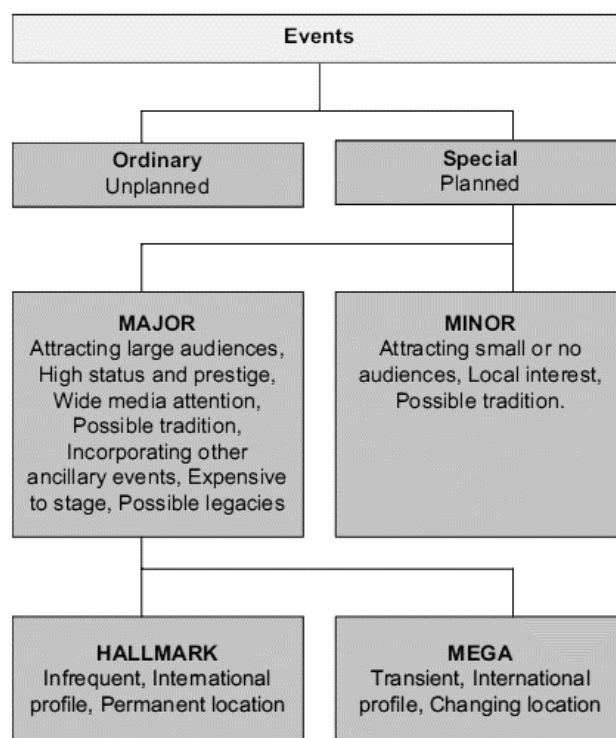 Events
Ordinary
Unplanned
Special
Planned
MAJOR
Attracting large audiences,
High status and prestige,
Wide media attention,
Possible tradition,
Incorporating other
ancillary events, Expensive
to stage, Possible legacies
MINOR
Attracting small or no
audiences, Local interest,
Possible tradition.
HALLMARK
Infrequent, International
profile, Permanent location
MEGA
Transient, International
profile, Changing location